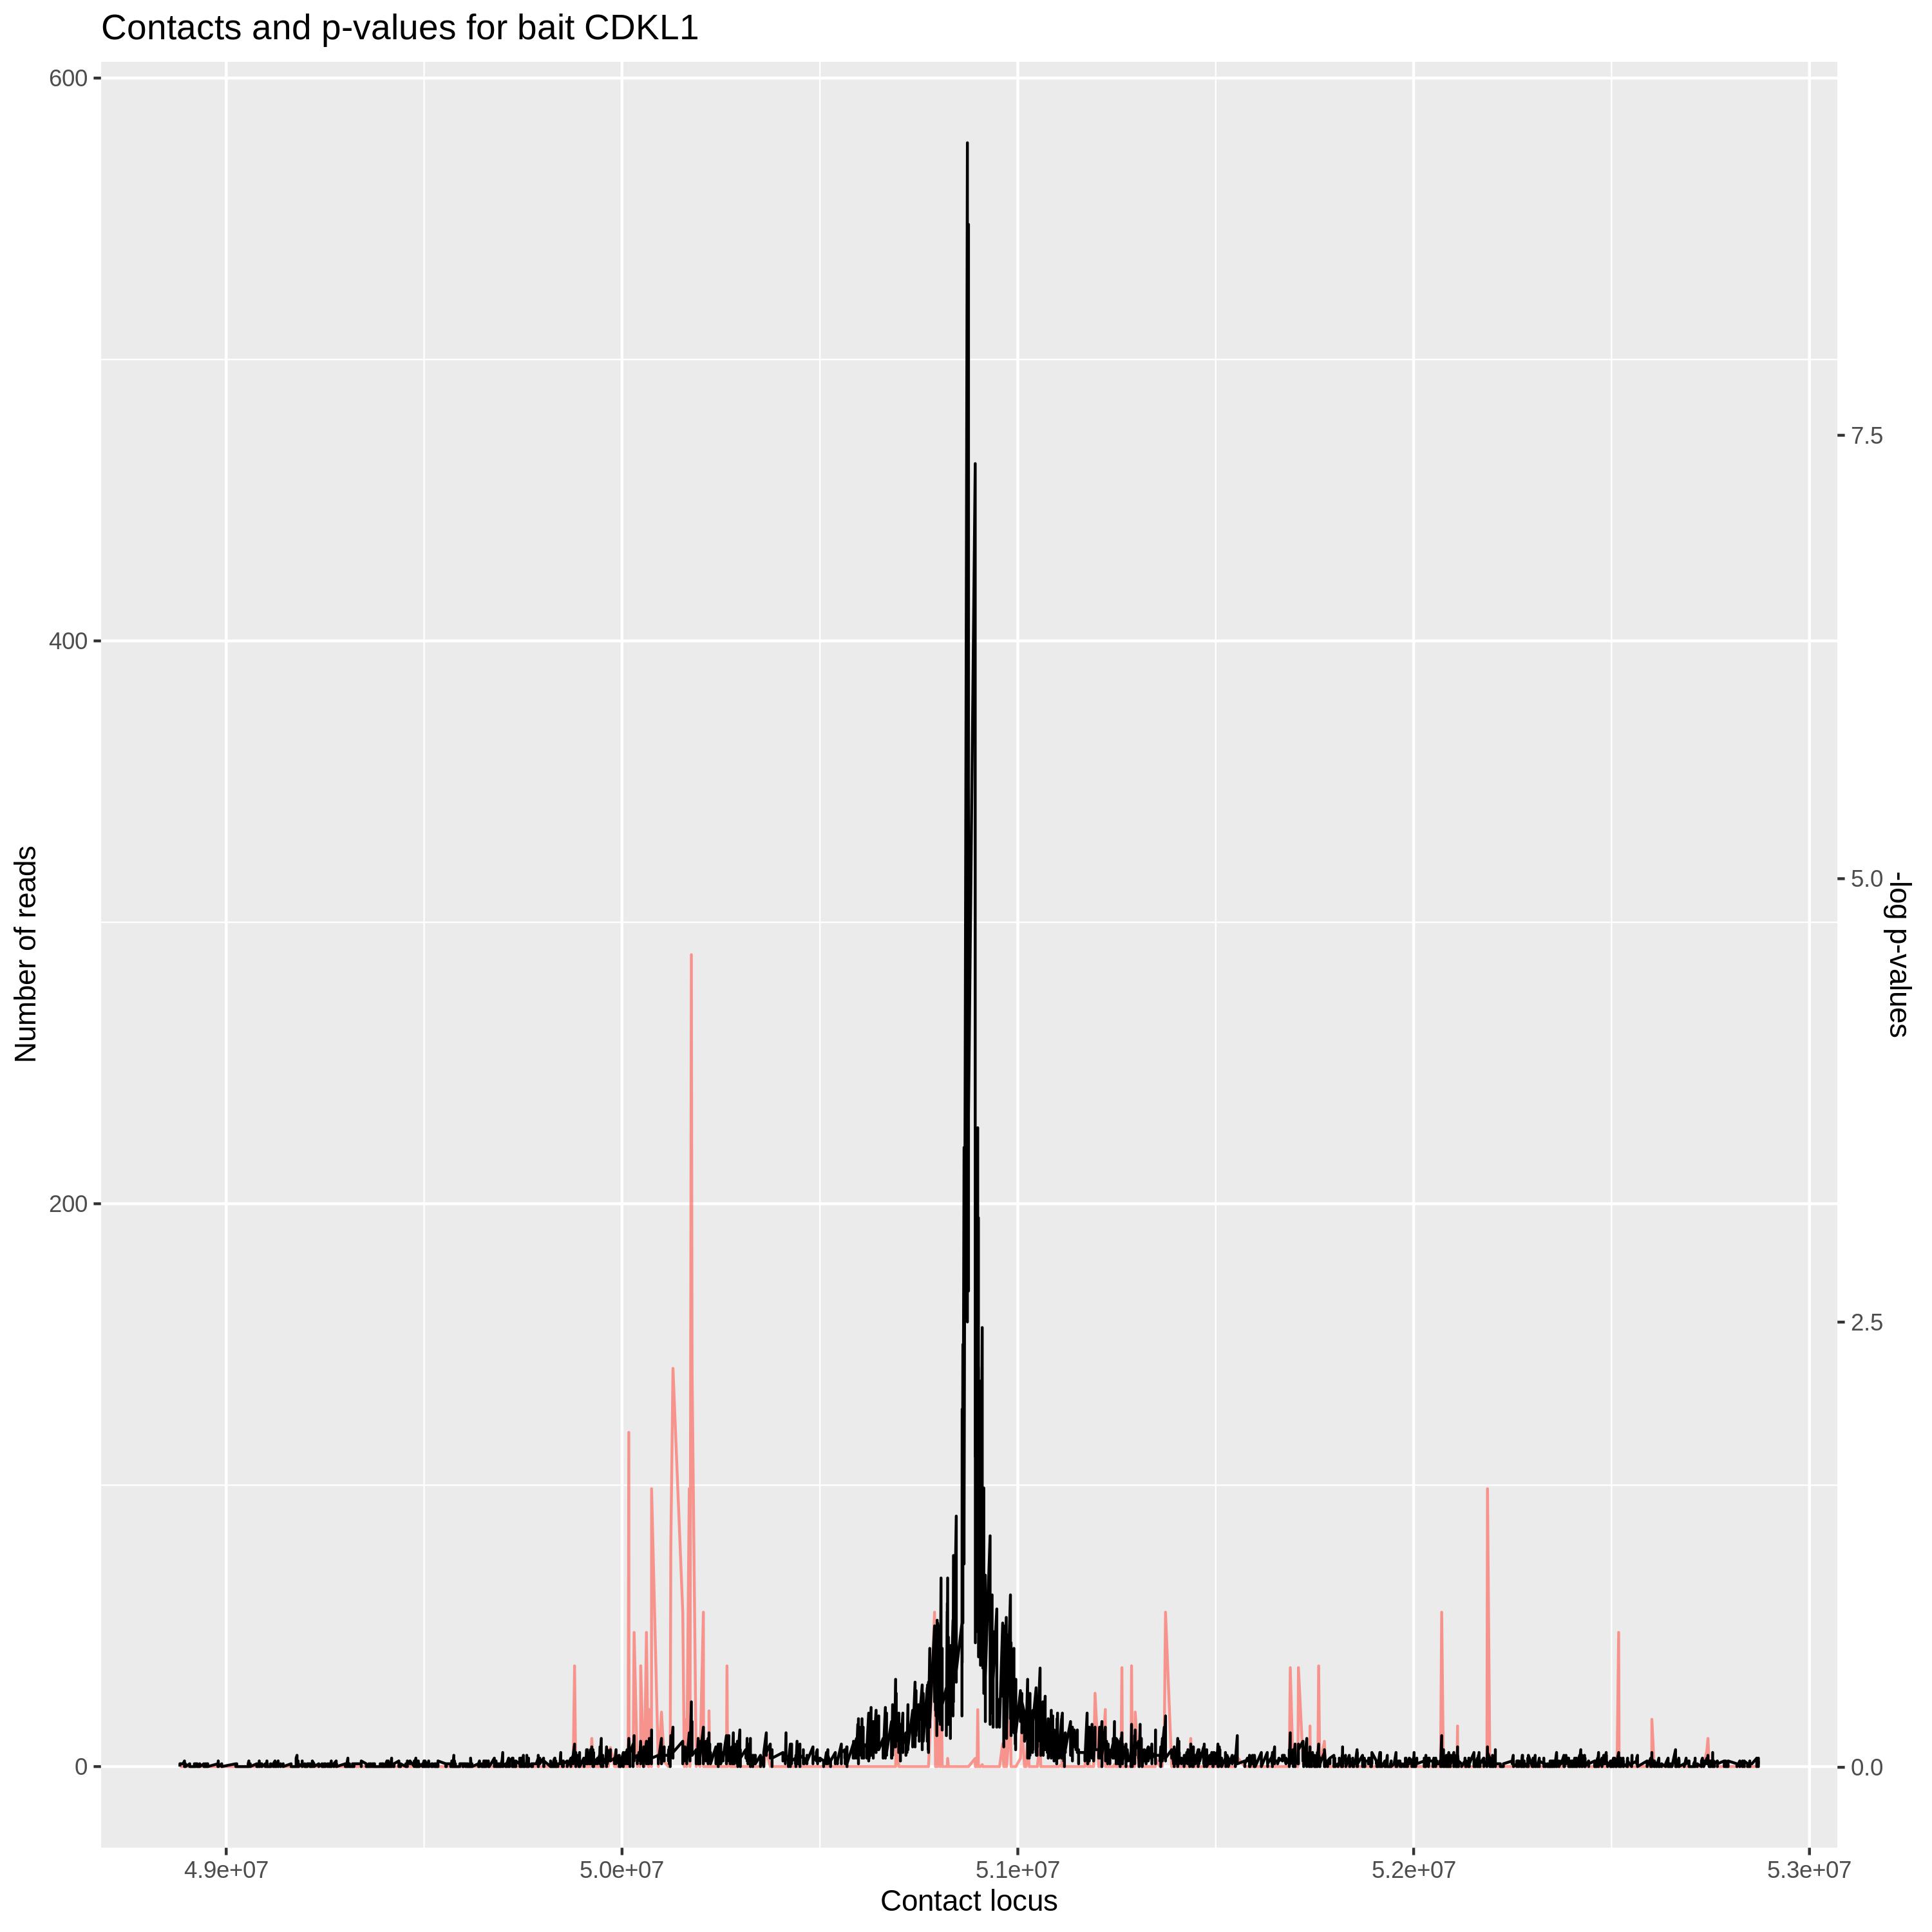 Contacts and p-values for bait CDKL1
600
400
200
0
Number of reads
7.5
5.0
2.5
0.0
-log p-values
4.9e+07 5.0e+07 5.1e+07 5.2e+07 5.3e+07
Contact locus